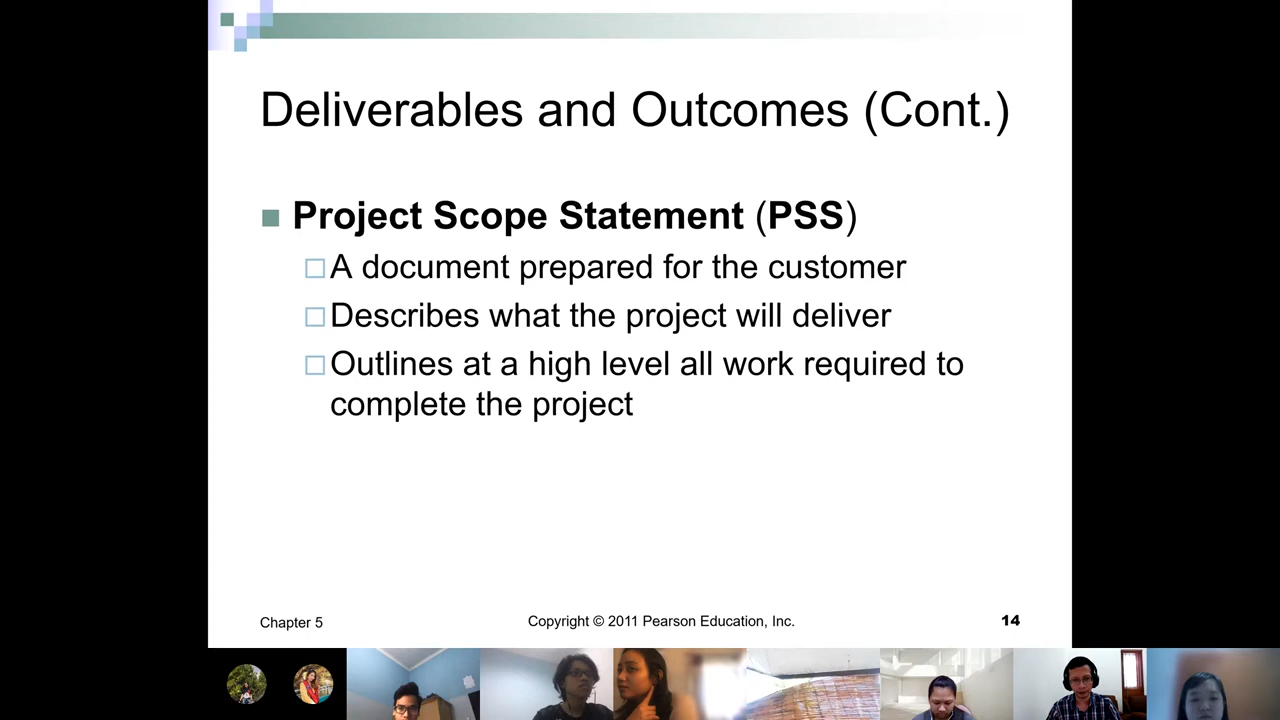 Deliverables and Outcomes (Cont.)
Project Scope Statement (PSS)
A document prepared for the customer
Describes what the project will deliver
Outlines at a high level all work required to
complete the project
Chapter 5
Copyright © 2011 Pearson Education, Inc.
14